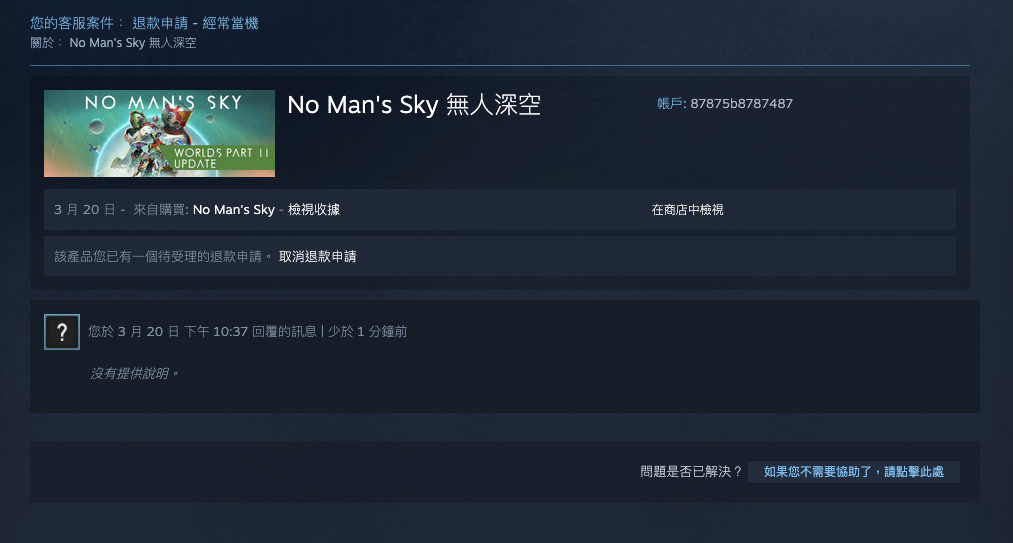 您的客服案件： 退款申請 - 經常當機
關於： No Man's Sky 無人深空
NO MAN'S SKY
WORLDS PART II
UPDATE
No Man's Sky 無人深空
帳戶: 87875b8787487
3 月 20 日 - 來自購買: No Man's Sky - 檢視收據
在商店中檢視
該產品您已有一個待受理的退款申請。 取消退款申請
?
您於 3 月 20 日 下午 10:37 回覆的訊息 | 少於 1 分鐘前
沒有提供說明。
問題是否已解決？ 如果您不需要協助了，請點擊此處